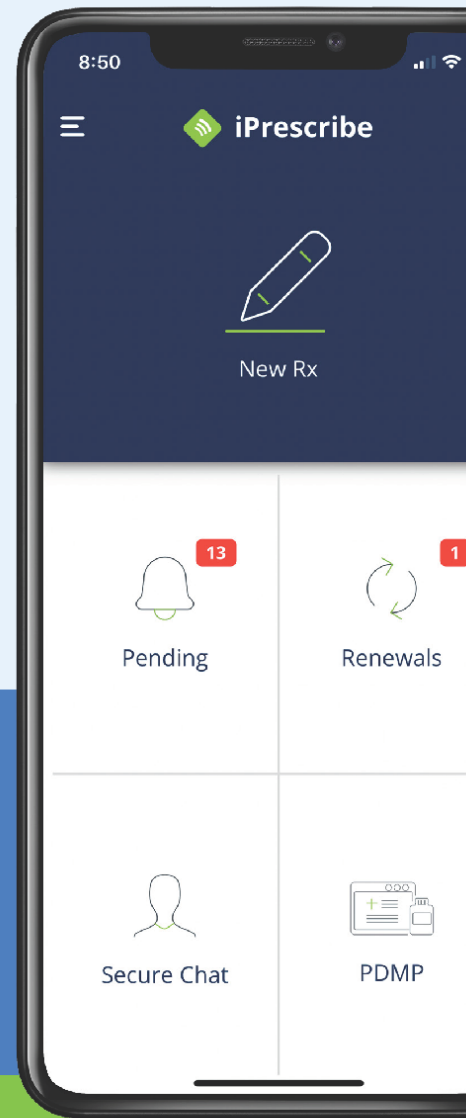 8:50
iPrescribe
New Rx
13
1
Pending
Renewals
Secure Chat
PDMP